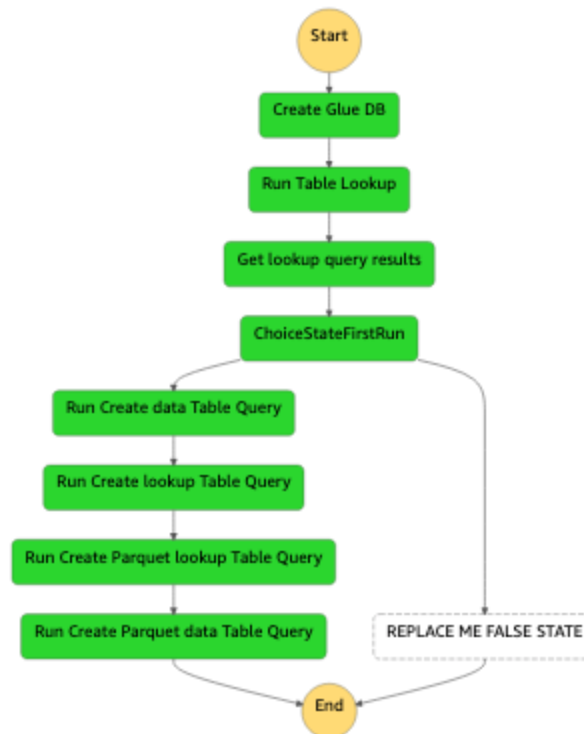 Start
Create Glue DB
Run Table Lookup
Get lookup query results
ChoiceStateFirstRun
Run Create data Table Query
Run Create lookup Table Query
Run Create Parquet lookup Table Query
Run Create Parquet data Table Query
REPLACE ME FALSE STATE
End